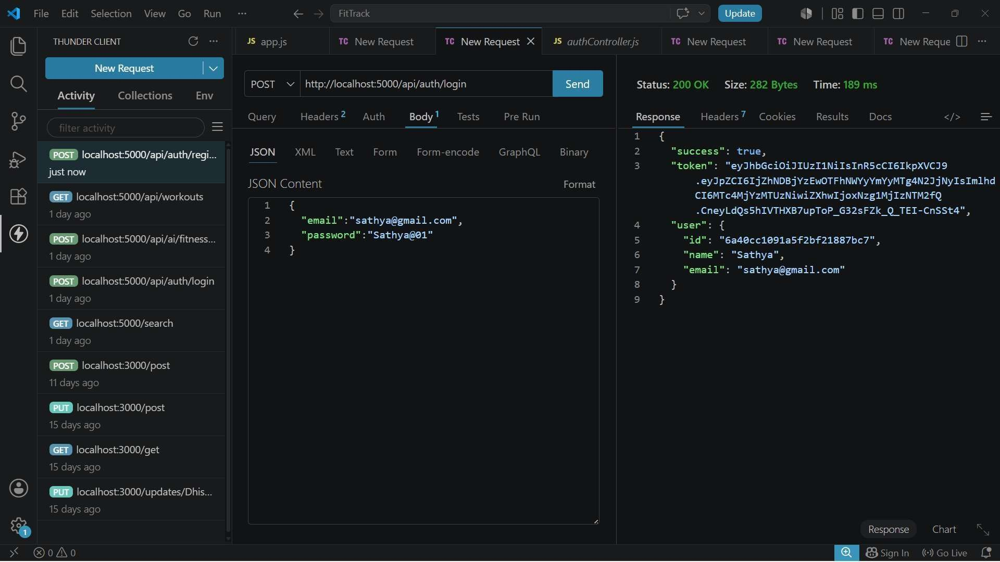 File Edit Selection View Go Run ···
FitTrack
Update
THUNDER CLIENT
New Request
Activity Collections Env
filter activity
POST localhost:5000/api/auth/regi...
just now
GET localhost:5000/api/workouts
1 day ago
POST localhost:5000/api/ai/fitness...
1 day ago
POST localhost:5000/api/auth/login
1 day ago
GET localhost:5000/search
1 day ago
POST localhost:3000/post
11 days ago
PUT localhost:3000/post
15 days ago
GET localhost:3000/get
15 days ago
PUT localhost:3000/updates/Dhis...
15 days ago
JS app.js TC New Request TC New Request JS authController.js TC New Request TC New Request TC New Reque
POST http://localhost:5000/api/auth/login Send
Query Headers 2 Auth Body 1 Tests Pre Run
JSON XML Text Form Form-encode GraphQL Binary
JSON Content Format
1 {
2 "email":"sathya@gmail.com",
3 "password":"Sathya@01"
4 }
Status: 200 OK Size: 282 Bytes Time: 189 ms
Response Headers 7 Cookies Results Docs </>
1 {
2 "success": true,
3 "token": "eyJhbGciOiJIUzI1NiIsInR5cCI6IkpXVCJ9
.eyJpZCI6IjZhNDBjYzEwOTFhNWYyYmYyMTg4N2JjNyIsImlhd
CI6MTc4MjYzMTUzNiwiZXhwIjoxNzg1MjIzNTM2fQ
.CneyLdQs5hIVTHXB7upToP_G32sFZk_Q_TEI-CnSSt4",
4 "user": {
5 "id": "6a40cc1091a5f2bf21887bc7",
6 "name": "Sathya",
7 "email": "sathya@gmail.com"
8 }
9 }
Response Chart
1
0 0 Sign In Go Live